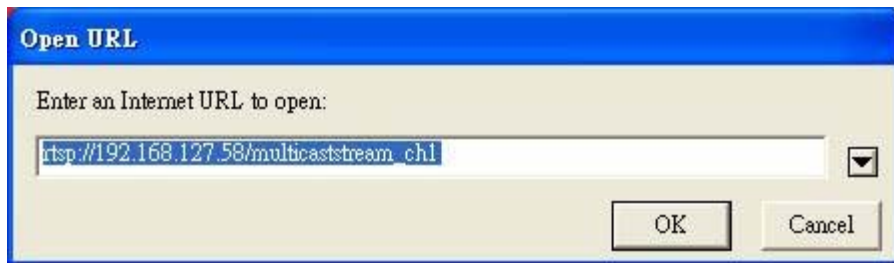 Open URL
Enter an Internet URL to open:
rtsp://192.168.127.58/multicaststream_ch1
OK
Cancel